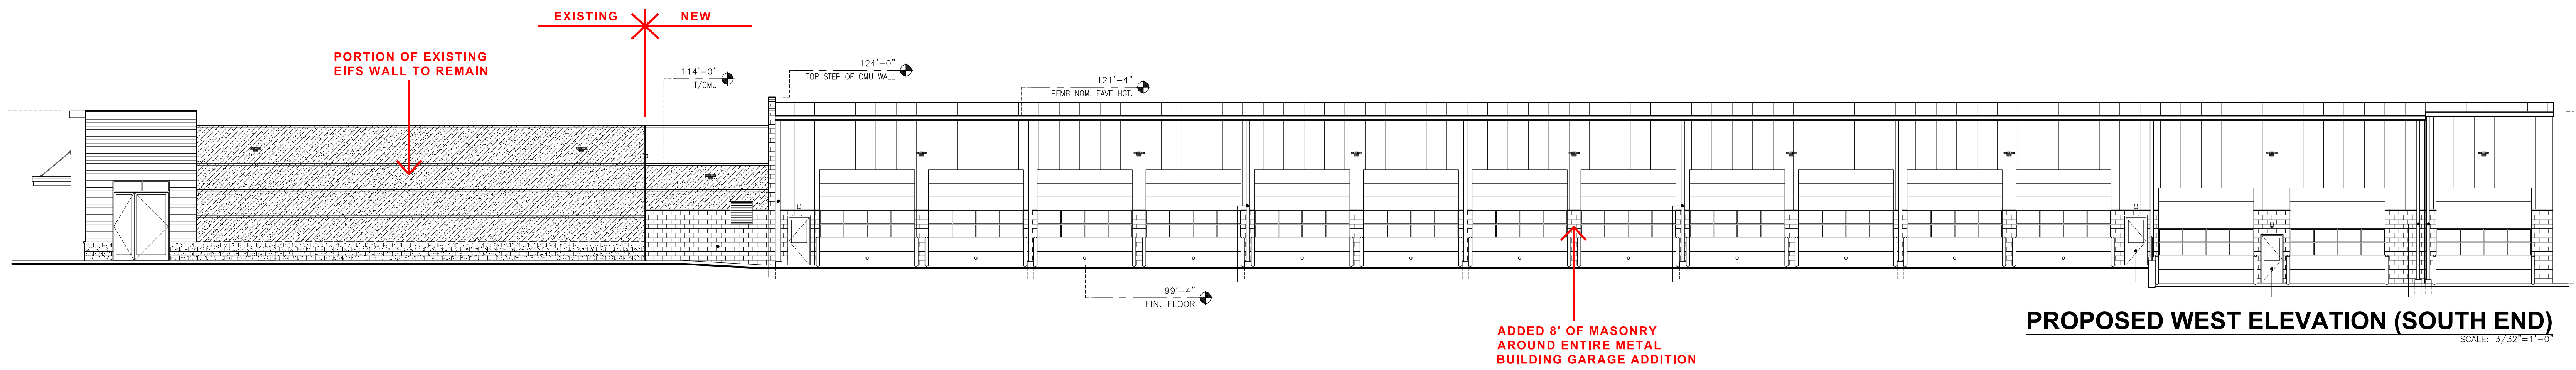 EXISTING NEW
PORTION OF EXISTING
EIFS WALL TO REMAIN
114'-0"
T/CMU
124'-0"
TOP STEP OF CMU WALL
121'-4"
PEMB NOM. EAVE HGT.
99'-4"
FIN. FLOOR
ADDED 8' OF MASONRY
AROUND ENTIRE METAL
BUILDING GARAGE ADDITION
PROPOSED WEST ELEVATION (SOUTH END)
SCALE: 3/32"=1'-0"